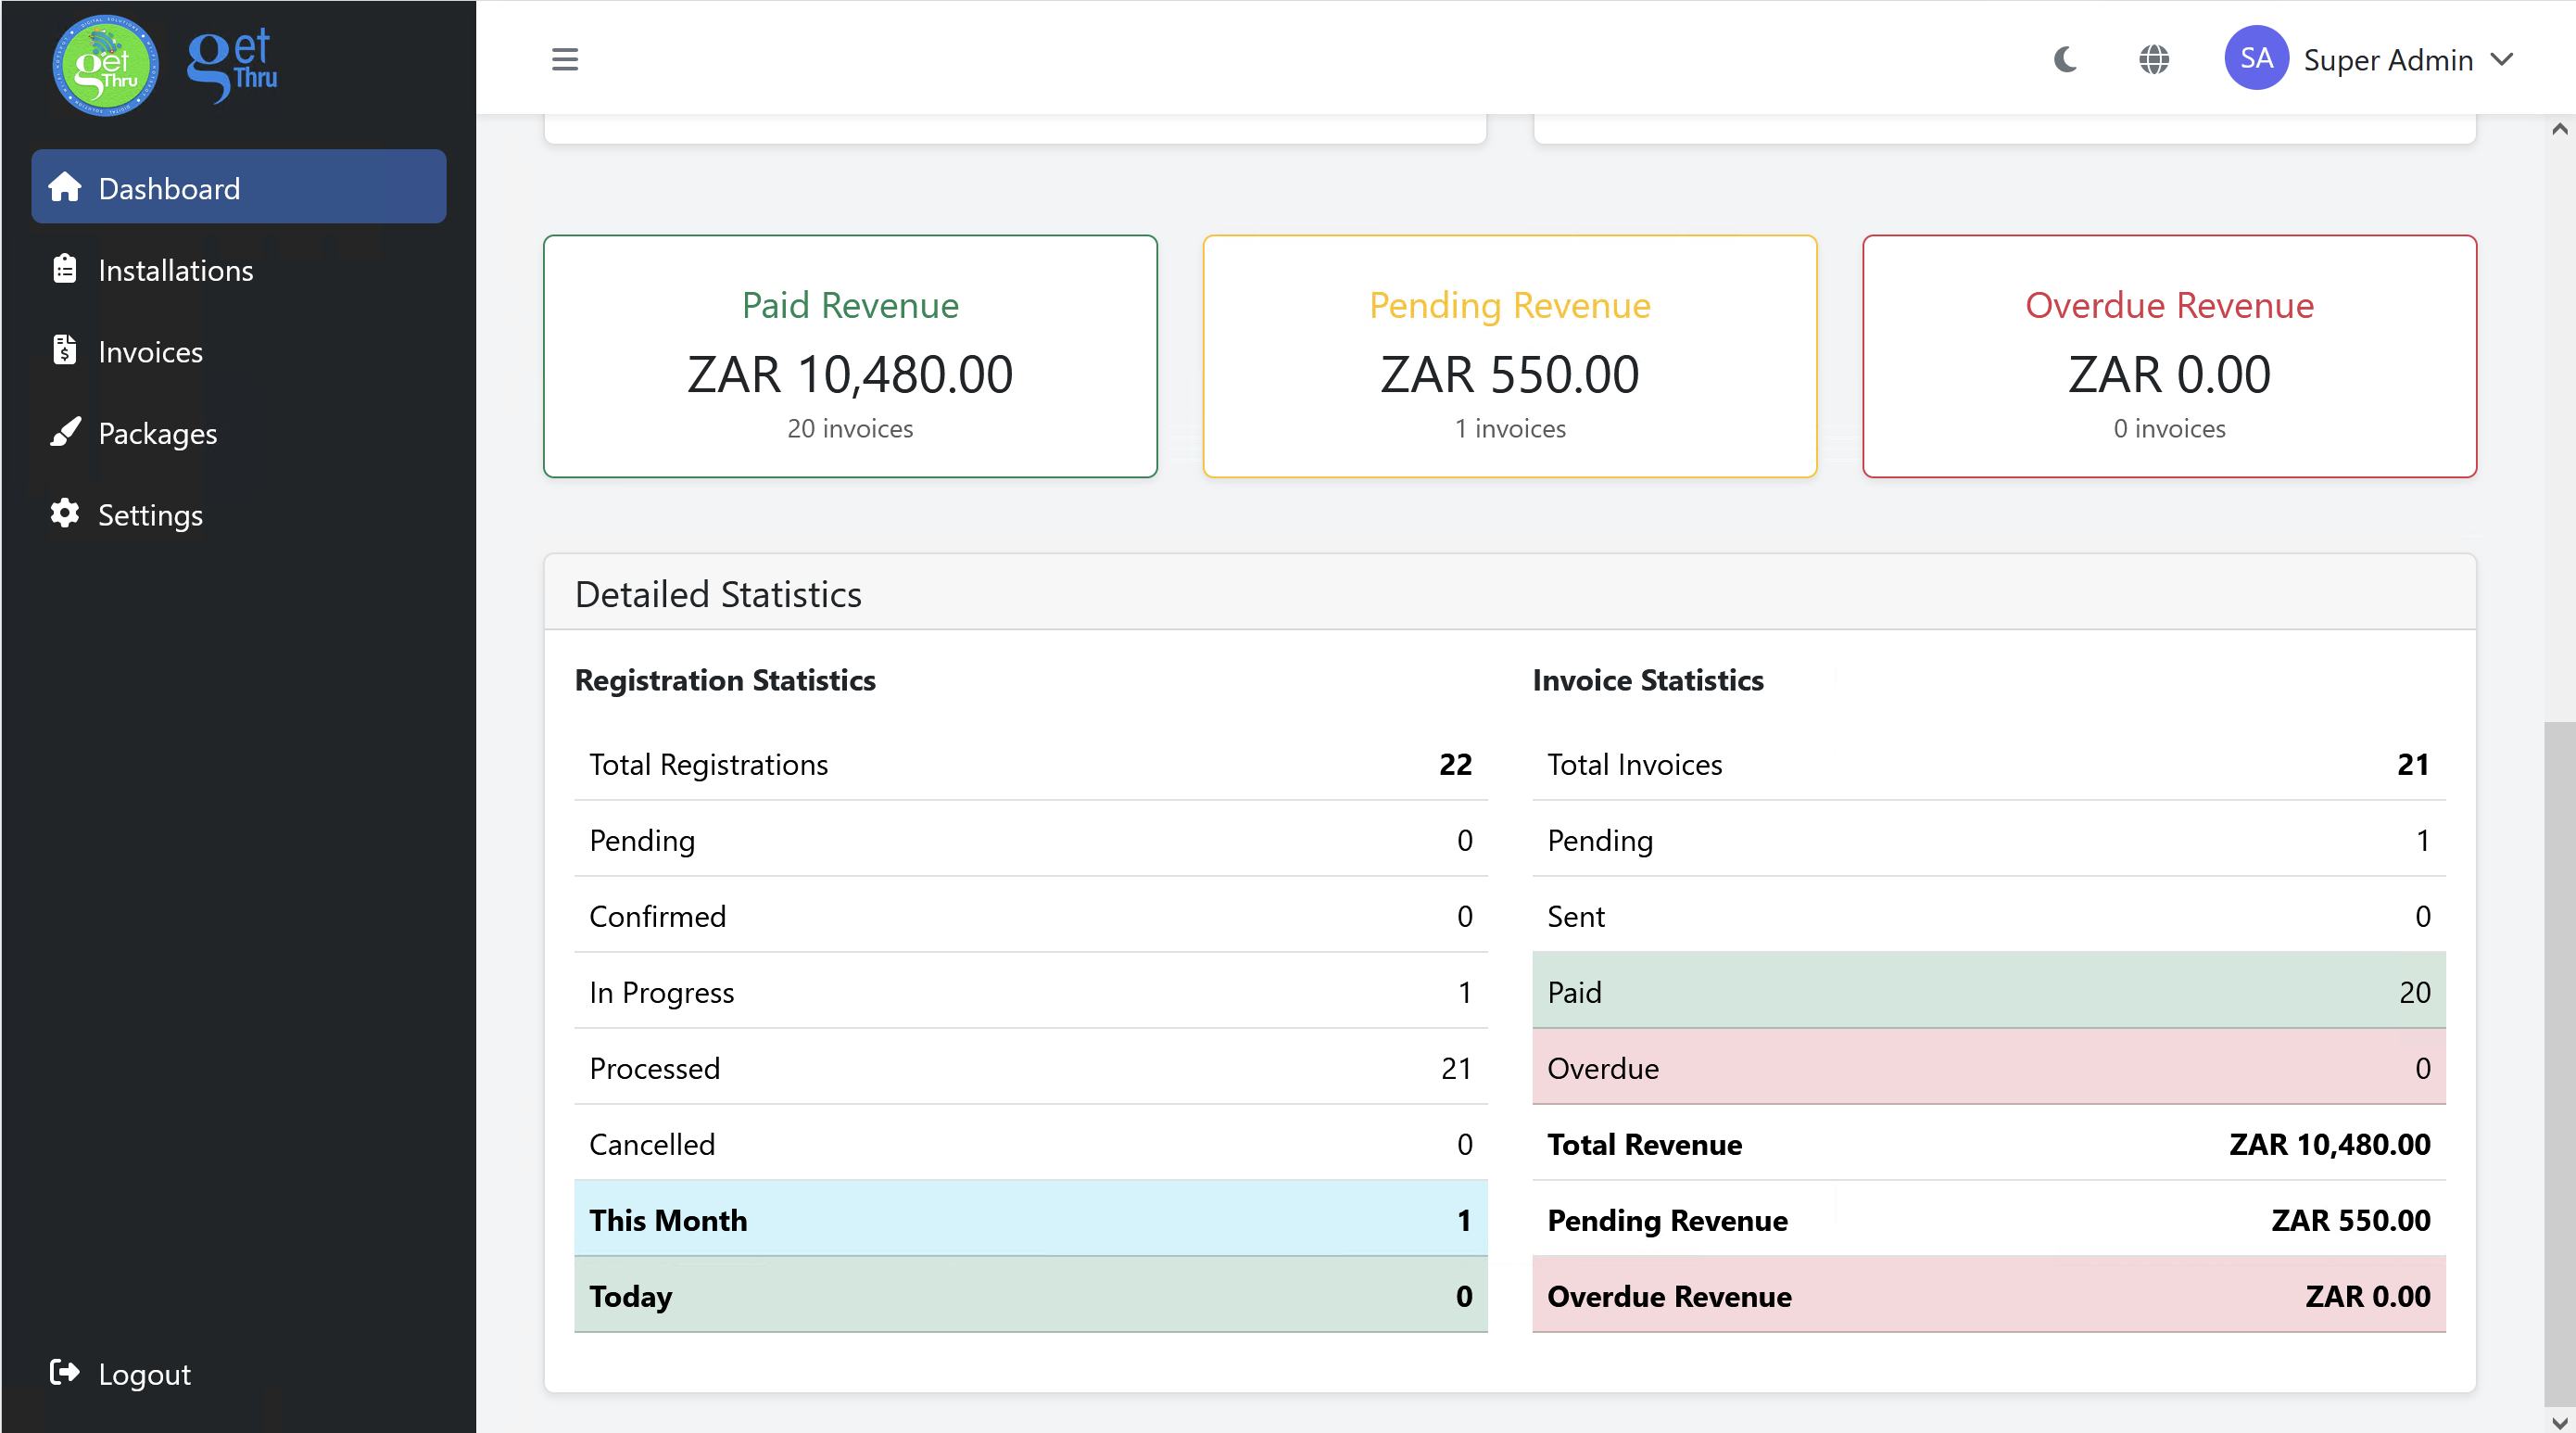 get
Thru
get
Thru
SA Super Admin
Dashboard
Installations
Invoices
Packages
Settings
Logout
Paid Revenue
ZAR 10,480.00
20 invoices
Pending Revenue
ZAR 550.00
1 invoices
Overdue Revenue
ZAR 0.00
0 invoices
Detailed Statistics
Registration Statistics
Total Registrations 22
Pending 0
Confirmed 0
In Progress 1
Processed 21
Cancelled 0
This Month 1
Today 0
Invoice Statistics
Total Invoices 21
Pending 1
Sent 0
Paid 20
Overdue 0
Total Revenue ZAR 10,480.00
Pending Revenue ZAR 550.00
Overdue Revenue ZAR 0.00